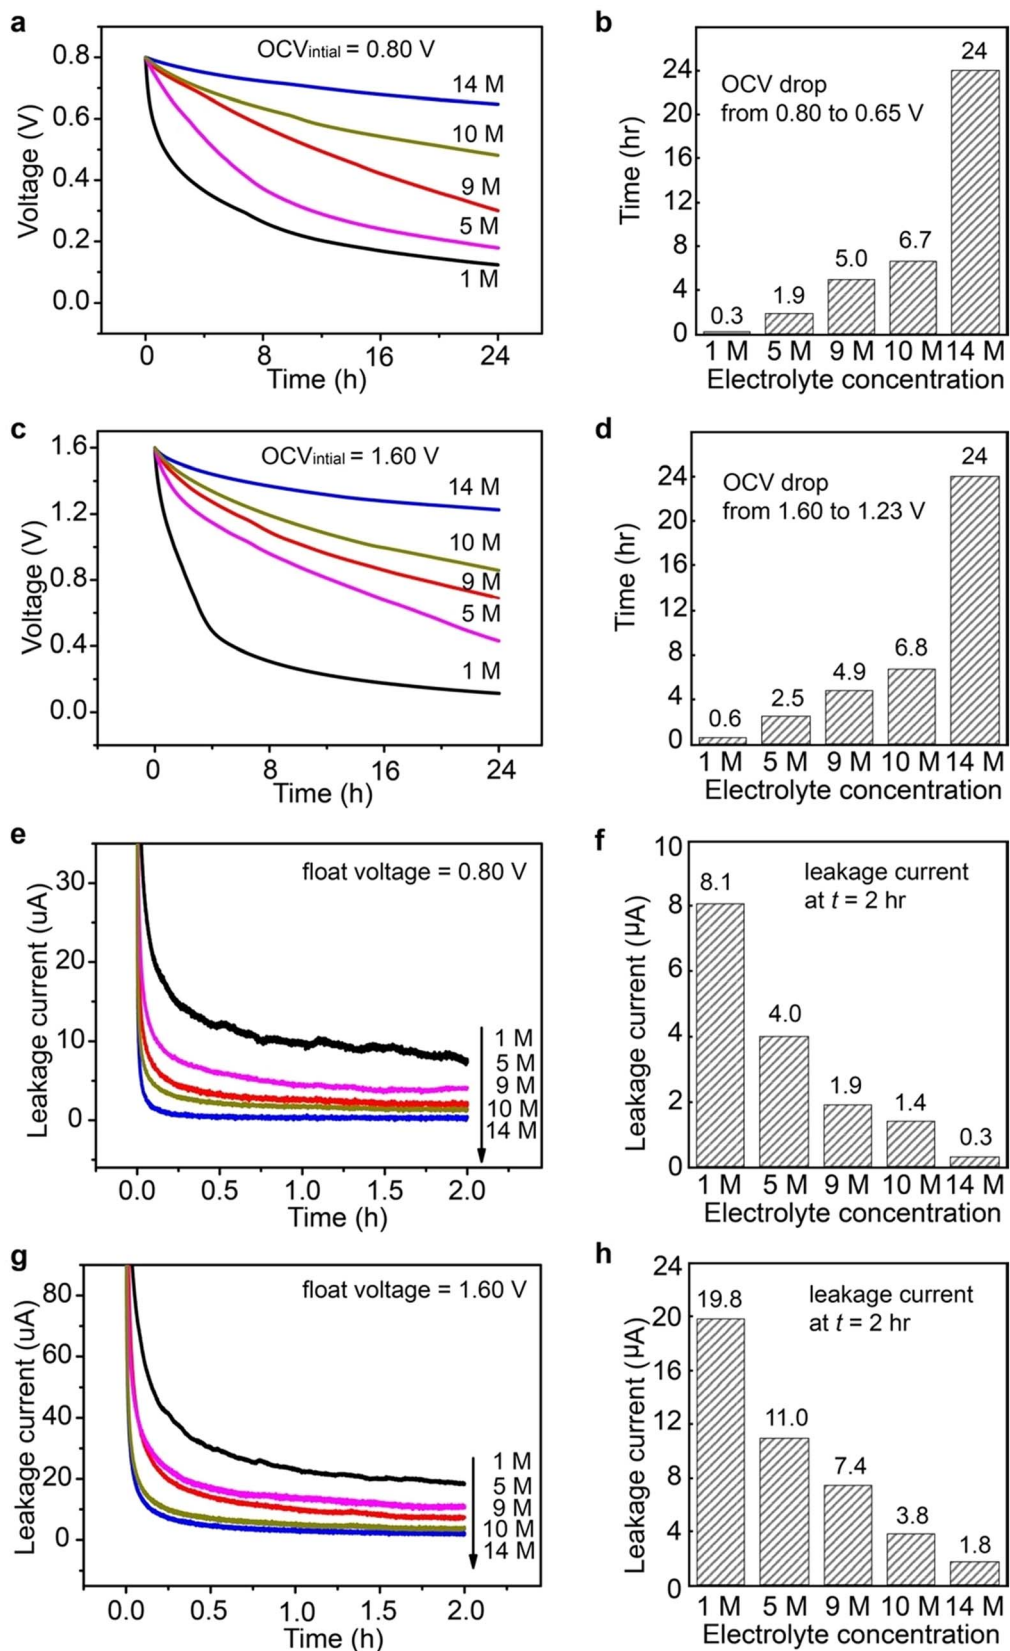 a
OCVintial = 0.80 V
0.8
0.6
0.4
0.2
0.0
Voltage (V)
14 M
10 M
9 M
5 M
1 M
0 8 16 24
Time (h)
b
OCV drop
from 0.80 to 0.65 V
24
20
16
12
8
4
0
Time (hr)
0.3 1.9 5.0 6.7 24
1 M 5 M 9 M 10 M 14 M
Electrolyte concentration
c
OCVintial = 1.60 V
1.6
1.2
0.8
0.4
0.0
Voltage (V)
14 M
10 M
9 M
5 M
1 M
0 8 16 24
Time (h)
d
OCV drop
from 1.60 to 1.23 V
24
20
16
12
8
4
0
Time (hr)
0.6 2.5 4.9 6.8 24
1 M 5 M 9 M 10 M 14 M
Electrolyte concentration
e
float voltage = 0.80 V
30
20
10
0
Leakage current (uA)
1 M
5 M
9 M
10 M
14 M
0.0 0.5 1.0 1.5 2.0
Time (h)
f
leakage current
at t = 2 hr
10
8
6
4
2
0
Leakage current (µA)
8.1 4.0 1.9 1.4 0.3
1 M 5 M 9 M 10 M 14 M
Electrolyte concentration
g
float voltage = 1.60 V
80
60
40
20
0
Leakage current (uA)
1 M
5 M
9 M
10 M
14 M
0.0 0.5 1.0 1.5 2.0
Time (h)
h
leakage current
at t = 2 hr
24
20
16
12
8
4
0
Leakage current (µA)
19.8 11.0 7.4 3.8 1.8
1 M 5 M 9 M 10 M 14 M
Electrolyte concentration